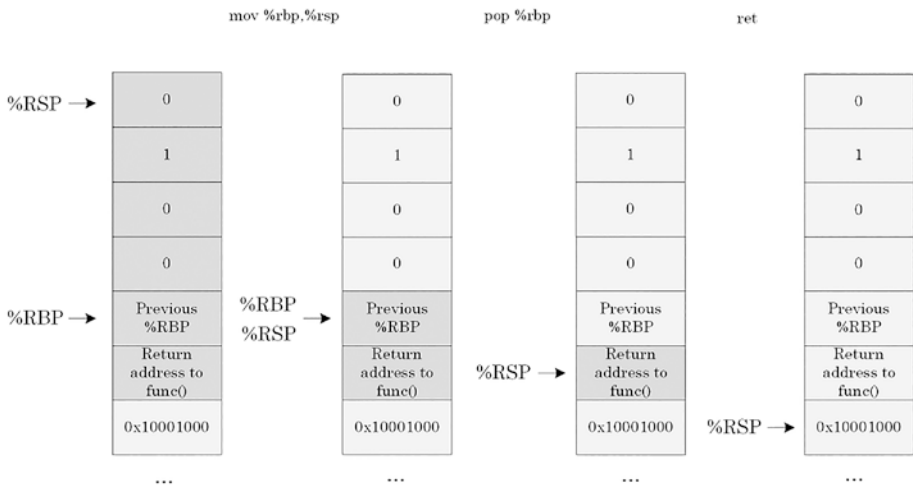 mov %rbp,%rsp
pop %rbp
ret
%RSP
0
1
0
0
%RBP
Previous
%RBP
Return
address to
func()
0x10001000
...
0
1
0
0
%RBP
%RSP
Previous
%RBP
Return
address to
func()
0x10001000
...
0
1
0
0
Previous
%RBP
%RSP
Return
address to
func()
0x10001000
...
0
1
0
0
Previous
%RBP
Return
address to
func()
%RSP
0x10001000
...